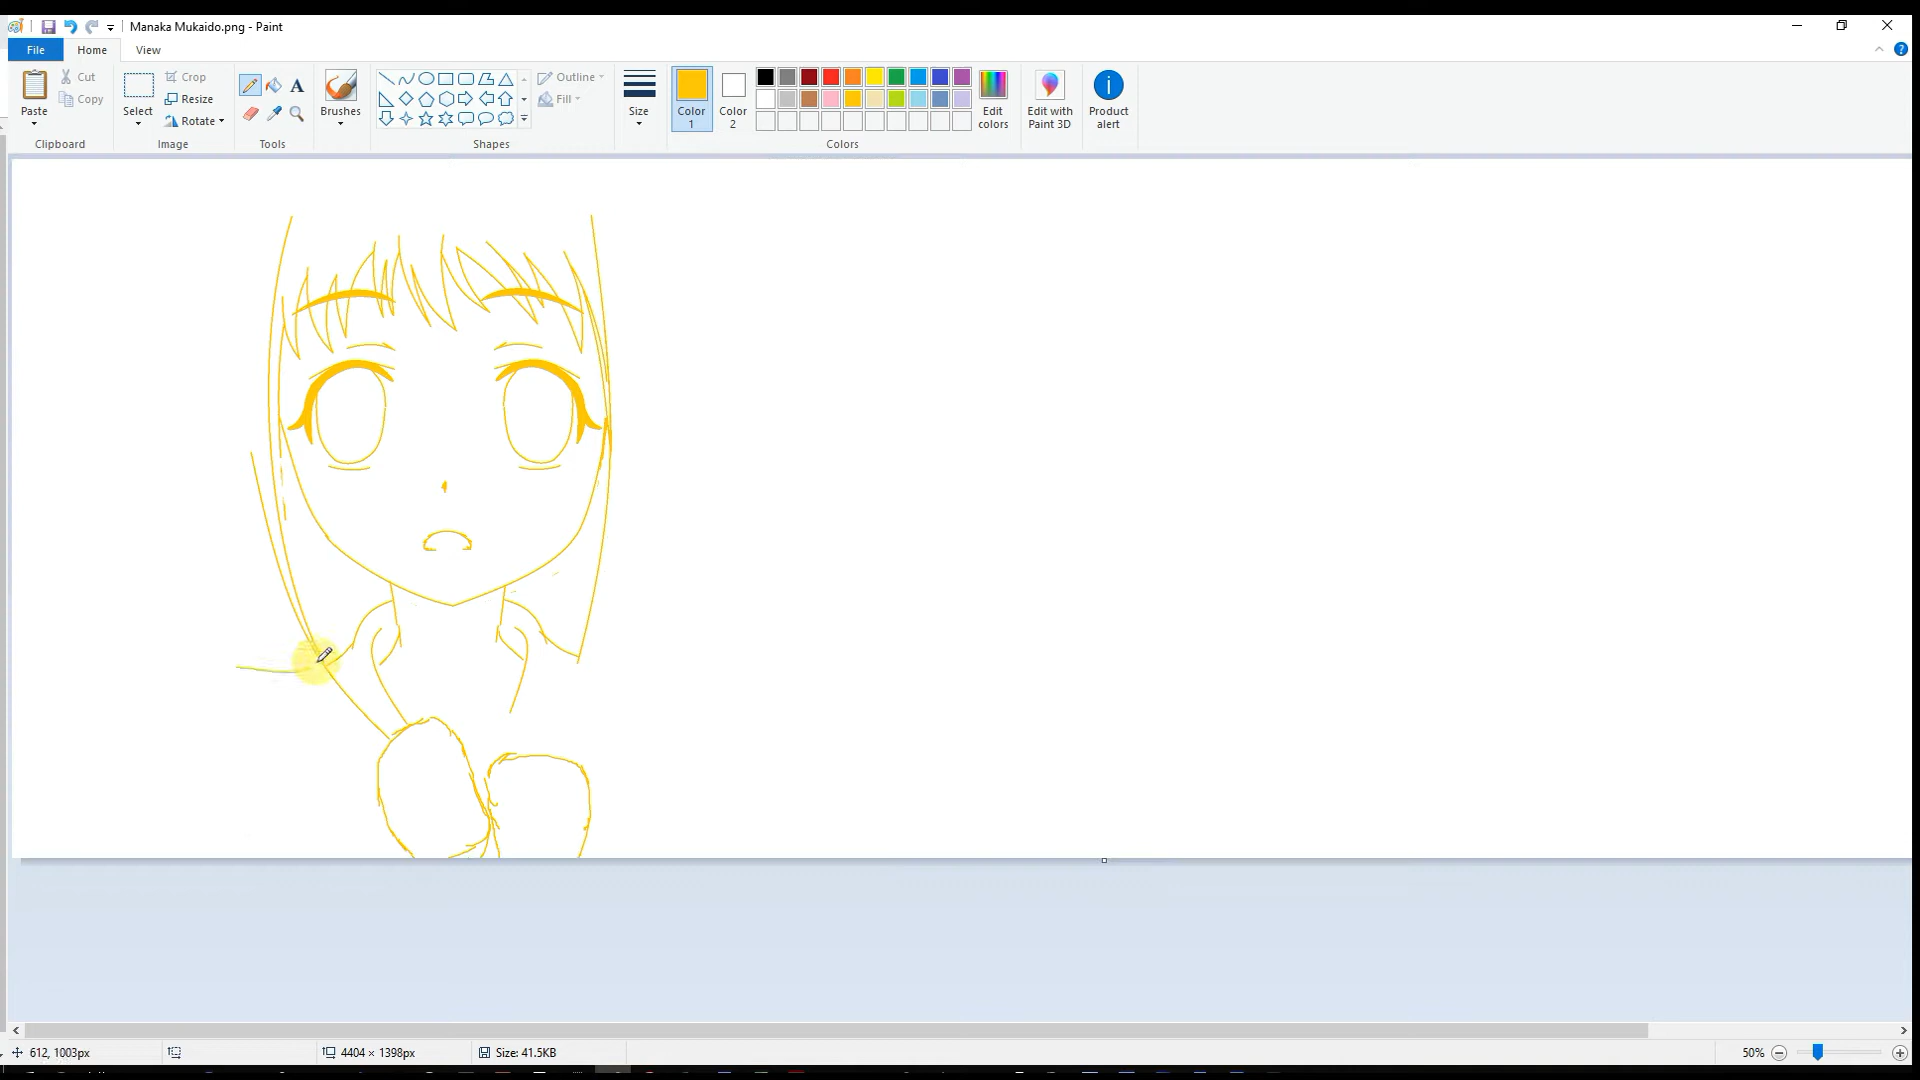 Manaka Mukaido.png - Paint
File Home View
Paste
Cut
Copy
Clipboard
Select
Crop
Resize
Rotate
Image
A
Tools
Brushes
Outline
Fill
Shapes
Size
Color 1
Color 2
Edit colors
Colors
Edit with Paint 3D
Product alert
612, 1003px
4404 × 1398px
Size: 41.5KB
50%